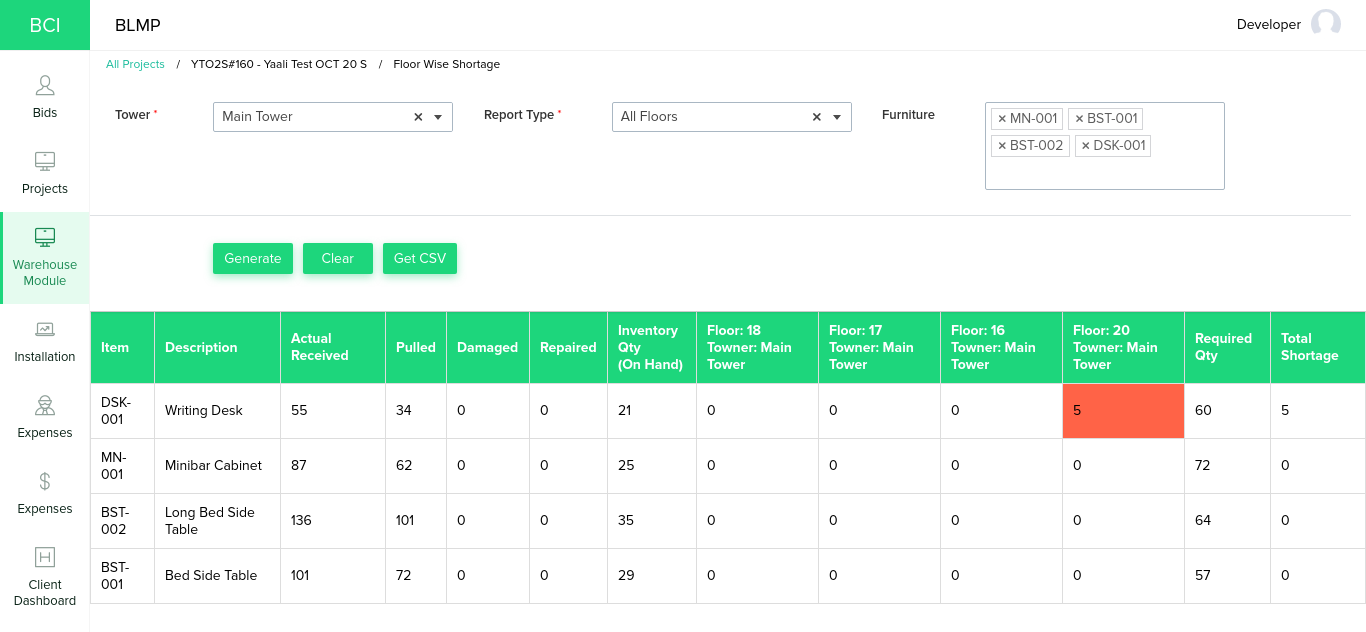 BCI
BLMP
Developer
All Projects / YTO2S#160 - Yaali Test OCT 20 S / Floor Wise Shortage
Bids
Projects
Warehouse
Module
Installation
Expenses
Expenses
Client
Dashboard
Tower *
Main Tower × 
Report Type *
All Floors ×
Furniture
× MN-001 × BST-001
× BST-002 × DSK-001
Generate Clear Get CSV
Item Description Actual Received Pulled Damaged Repaired Inventory Qty (On Hand) Floor: 18 Towner: Main Tower Floor: 17 Towner: Main Tower Floor: 16 Towner: Main Tower Floor: 20 Towner: Main Tower Required Qty Total Shortage
DSK-001 Writing Desk 55 34 0 0 21 0 0 0 5 60 5
MN-001 Minibar Cabinet 87 62 0 0 25 0 0 0 0 72 0
BST-002 Long Bed Side Table 136 101 0 0 35 0 0 0 0 64 0
BST-001 Bed Side Table 101 72 0 0 29 0 0 0 0 57 0